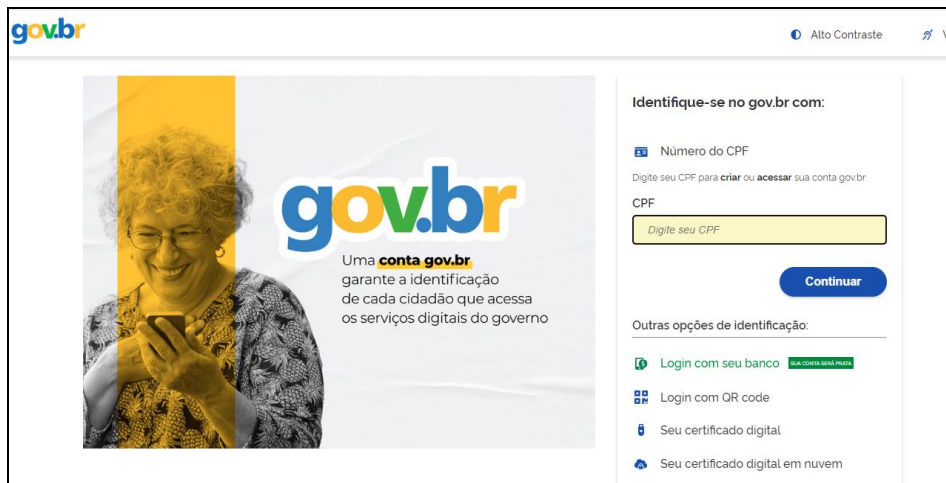 gov.br
Alto Contraste
Identifique-se no gov.br com:
Número do CPF
Digite seu CPF para criar ou acessar sua conta gov.br
CPF
Digite seu CPF
Continuar
Outras opções de identificação:
Login com seu banco SUA CONTA SERÁ PRATA
Login com QR code
Seu certificado digital
Seu certificado digital em nuvem
gov.br
Uma conta gov.br
garante a identificação
de cada cidadão que acessa
os serviços digitais do governo